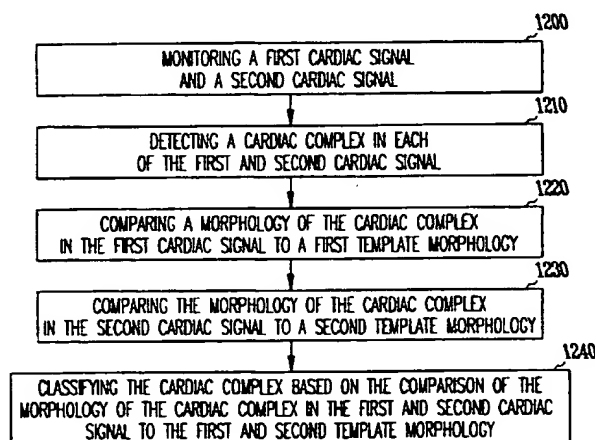 1200
MONITORING A FIRST CARDIAC SIGNAL
AND A SECOND CARDIAC SIGNAL
1210
DETECTING A CARDIAC COMPLEX IN EACH
OF THE FIRST AND SECOND CARDIAC SIGNAL
1220
COMPARING A MORPHOLOGY OF THE CARDIAC COMPLEX
IN THE FIRST CARDIAC SIGNAL TO A FIRST TEMPLATE MORPHOLOGY
1230
COMPARING THE MORPHOLOGY OF THE CARDIAC COMPLEX
IN THE SECOND CARDIAC SIGNAL TO A SECOND TEMPLATE MORPHOLOGY
1240
CLASSIFYING THE CARDIAC COMPLEX BASED ON THE COMPARISON OF THE
MORPHOLOGY OF THE CARDIAC COMPLEX IN THE FIRST AND SECOND CARDIAC
SIGNAL TO THE FIRST AND SECOND TEMPLATE MORPHOLOGY